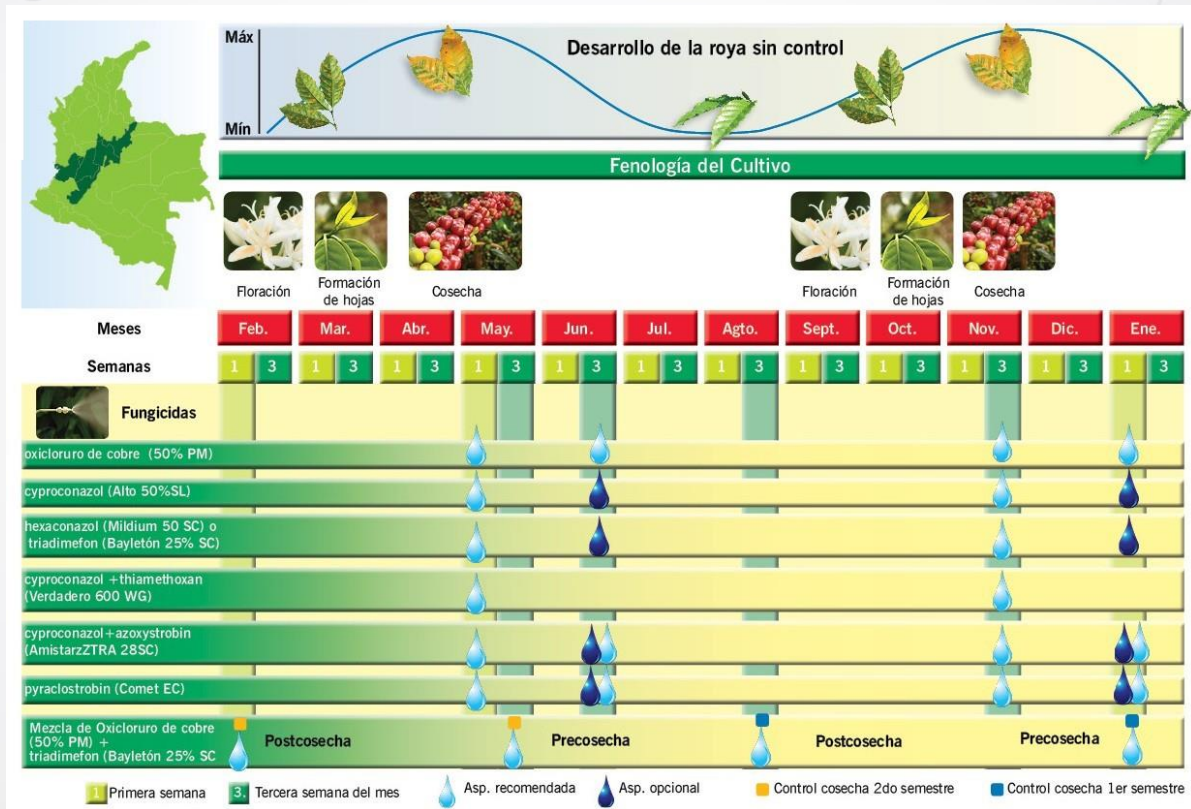 Máx
Desarrollo de la roya sin control
Mín
Fenología del Cultivo
Floración
Formación
de hojas
Cosecha
Floración
Formación
de hojas
Cosecha
Meses Feb. Mar. Abr. May. Jun. Jul. Agto. Sept. Oct. Nov. Dic. Ene.
Semanas 1 3 1 3 1 3 1 3 1 3 1 3 1 3 1 3 1 3 1 3 1 3 1 3
Fungicidas
oxicloruro de cobre (50% PM)
cyproconazol (Alto 50%SL)
hexaconazol (Mildium 50 SC) o
triadimefon (Bayletón 25% SC)
cyproconazol +thiamethoxan
(Verdadero 600 WG)
cyproconazol+azoxystrobin
(AmistarzZTRA 28SC)
pyraclostrobin (Comet EC)
Mezcla de Oxicloruro de cobre
(50% PM) +
triadimefon (Bayletón 25% SC
Postcosecha Precosecha Postcosecha Precosecha
1 Primera semana 3. Tercera semana del mes Asp. recomendada Asp. opcional Control cosecha 2do semestre Control cosecha 1er semestre